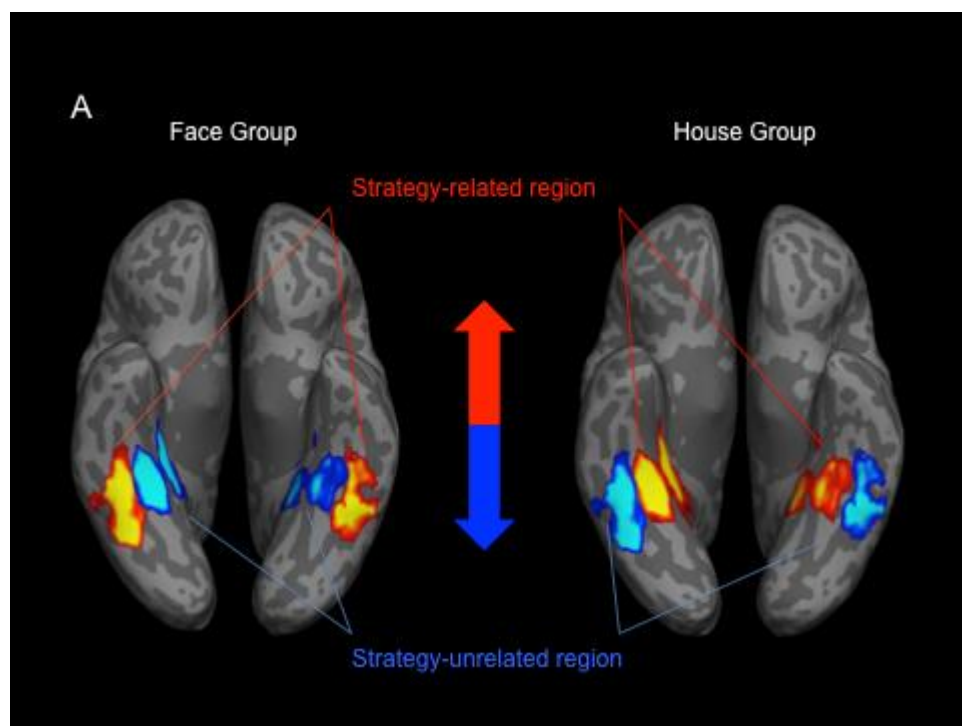 A
Face Group
House Group
Strategy-related region
Strategy-unrelated region